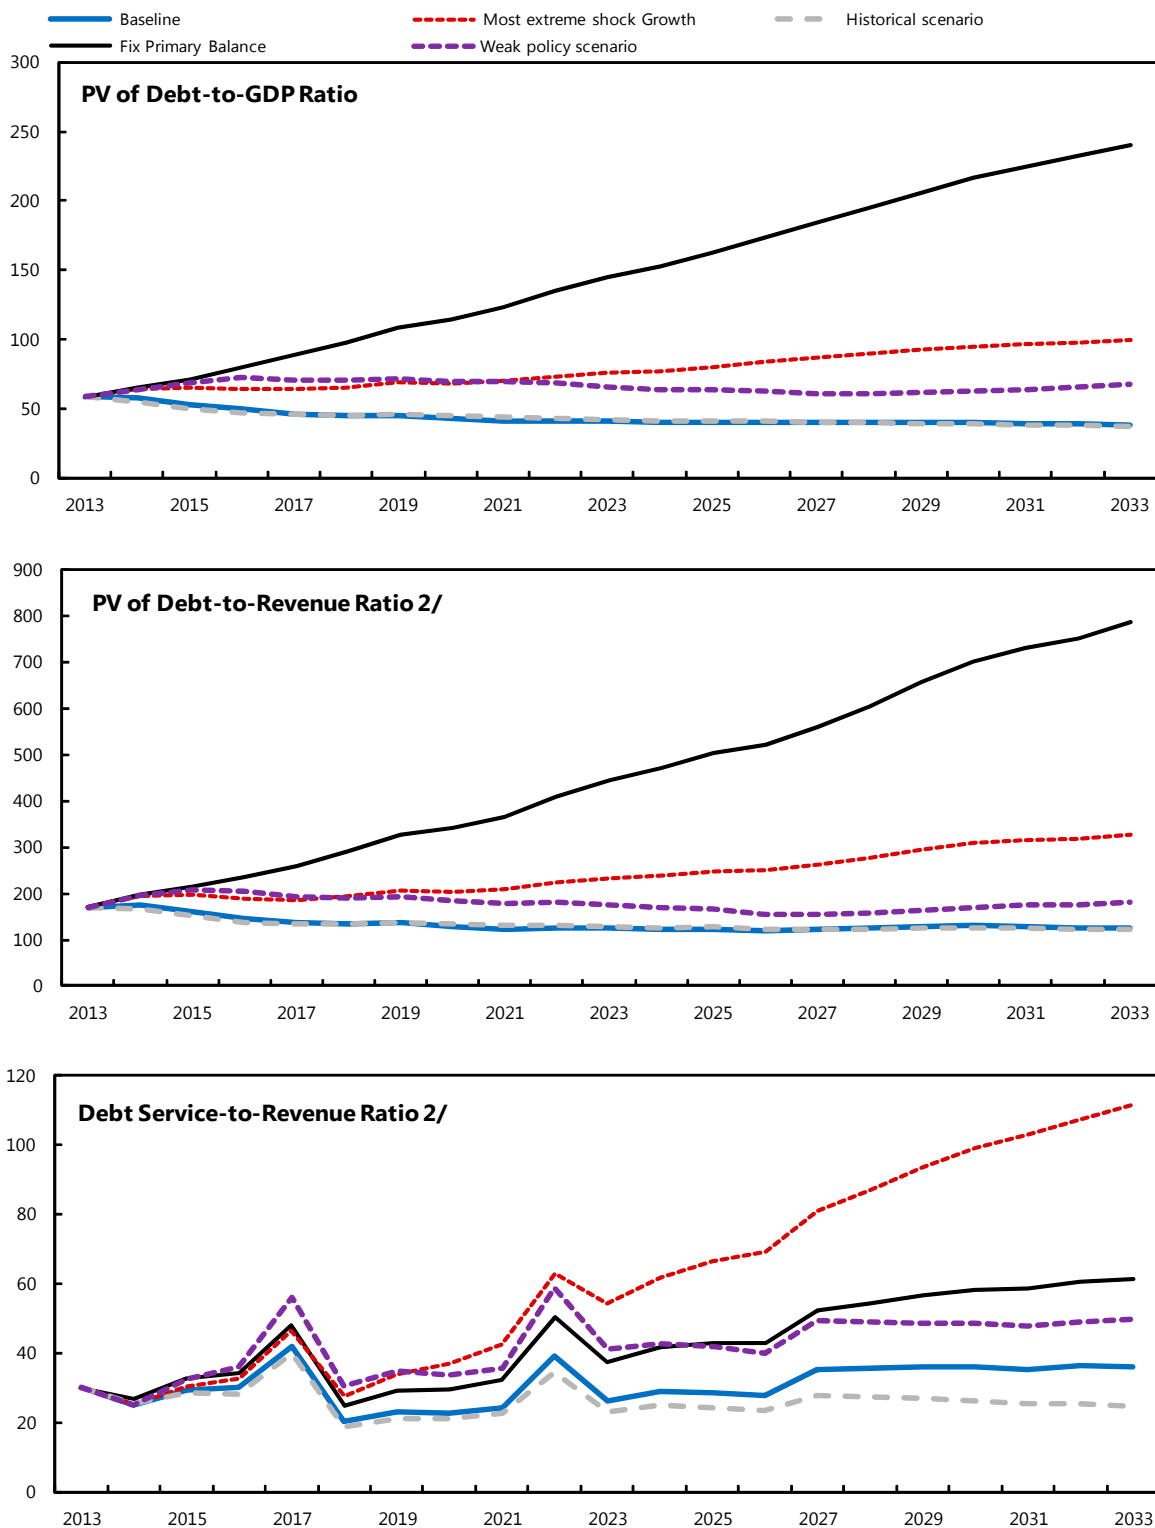 Baseline
Most extreme shock Growth
Historical scenario
Fix Primary Balance
Weak policy scenario
PV of Debt-to-GDP Ratio
300
250
200
150
100
50
0
2013 2015 2017 2019 2021 2023 2025 2027 2029 2031 2033
PV of Debt-to-Revenue Ratio 2/
900
800
700
600
500
400
300
200
100
0
2013 2015 2017 2019 2021 2023 2025 2027 2029 2031 2033
Debt Service-to-Revenue Ratio 2/
120
100
80
60
40
20
0
2013 2015 2017 2019 2021 2023 2025 2027 2029 2031 2033